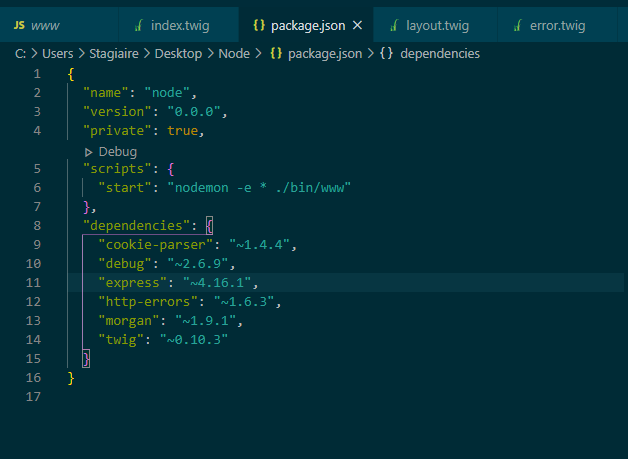 JS www index.twig {} package.json × layout.twig error.twig
C: > Users > Stagiaire > Desktop > Node > {} package.json > {} dependencies
1 {
2 "name": "node",
3 "version": "0.0.0",
4 "private": true,
▷ Debug
5 "scripts": {
6 "start": "nodemon -e * ./bin/www"
7 },
8 "dependencies": {
9 "cookie-parser": "~1.4.4",
10 "debug": "~2.6.9",
11 "express": "~4.16.1",
12 "http-errors": "~1.6.3",
13 "morgan": "~1.9.1",
14 "twig": "~0.10.3"
15 }
16 }
17